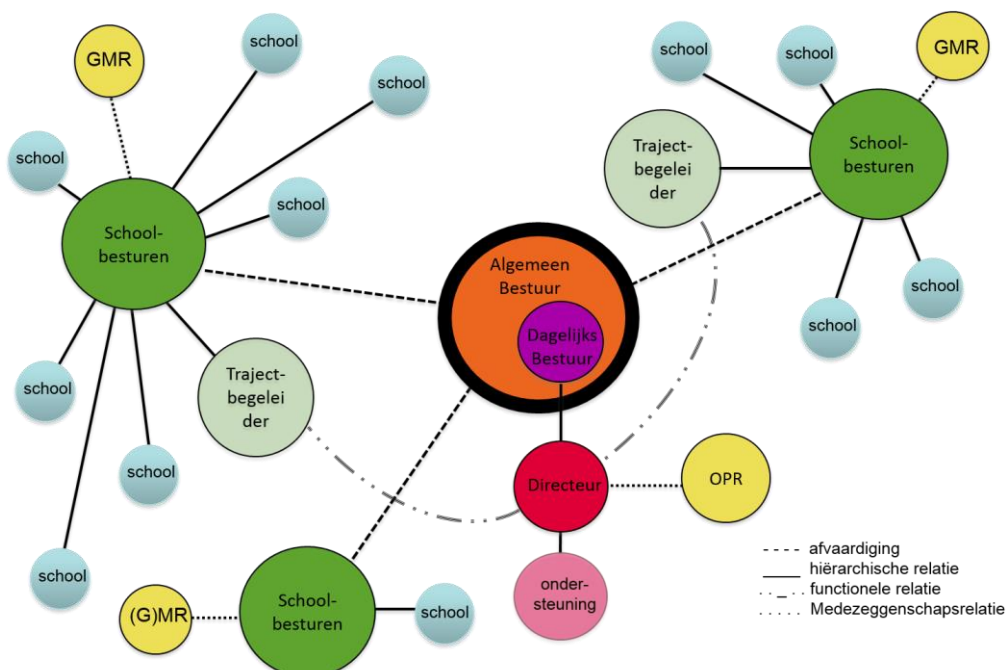 GMR
school
school
school
GMR
school
school
school
School-
besturen
Traject-
begelei
der
School-
besturen
school
Algemeen
Bestuur
Dagelijks
Bestuur
school
school
school
Traject-
begelei
der
school
school
Directeur
OPR
onder-
steuning
School-
besturen
(G)MR
school
afvaardiging
hiërarchische relatie
functionele relatie
Medezeggenschapsrelatie